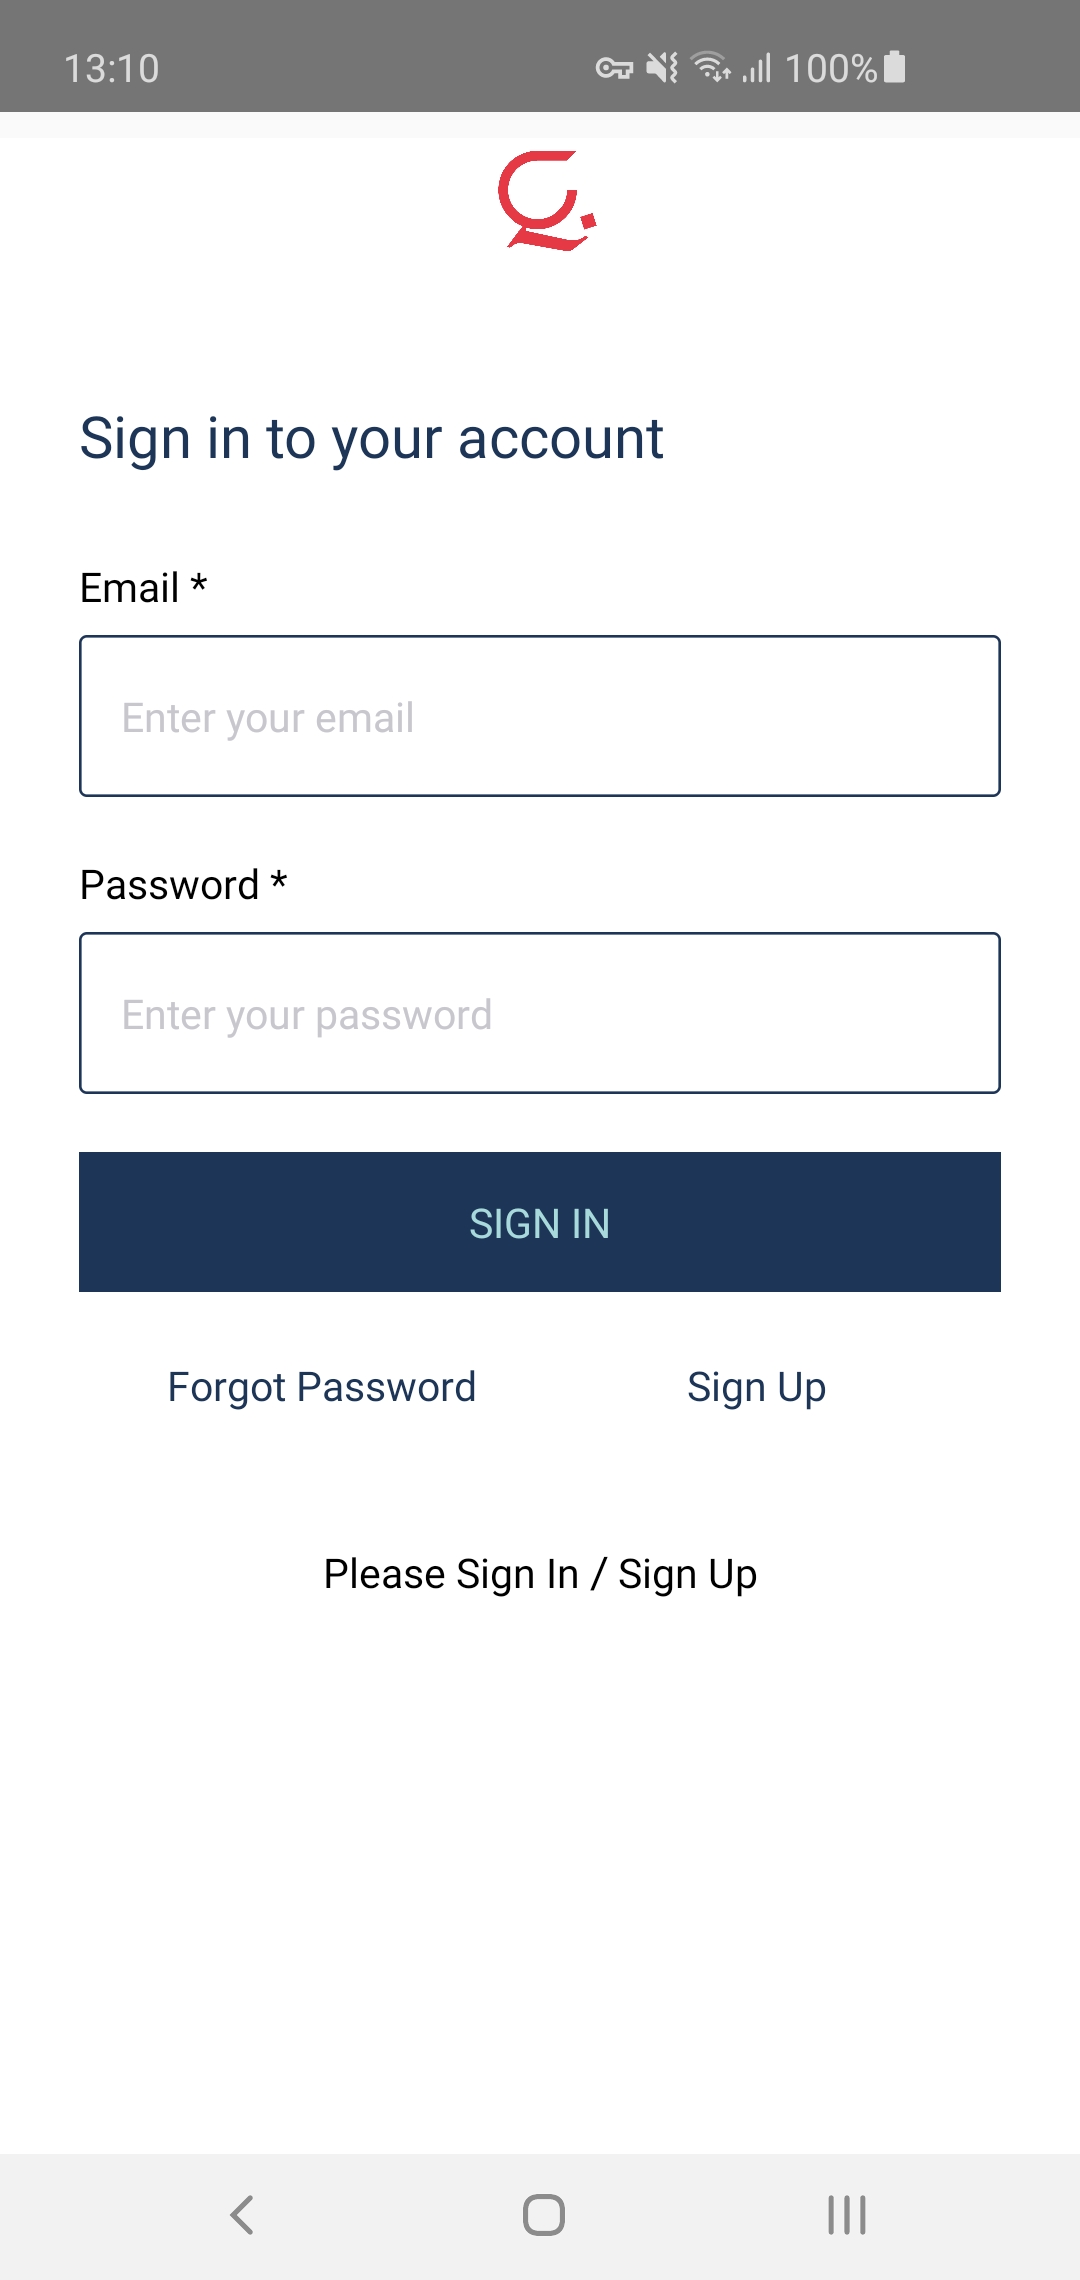 13:10 100%
Sign in to your account
Email *
Enter your email
Password *
Enter your password
SIGN IN
Forgot Password Sign Up
Please Sign In / Sign Up